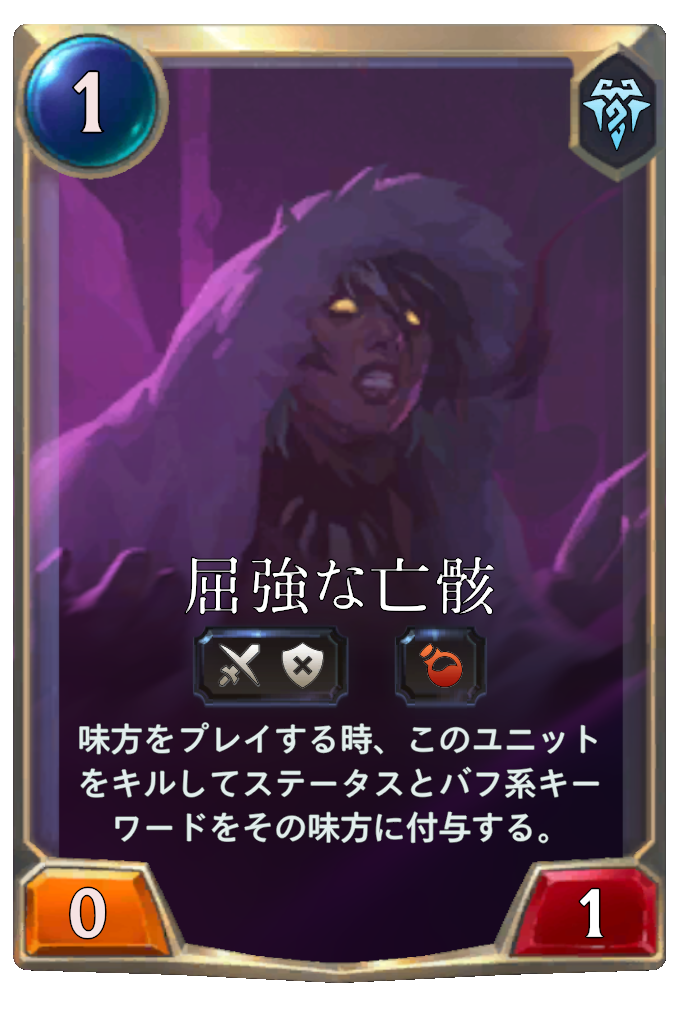 1
屈強な亡骸
味方をプレイする時、このユニット
をキルしてステータスとバフ系キー
ワードをその味方に付与する。
0
1